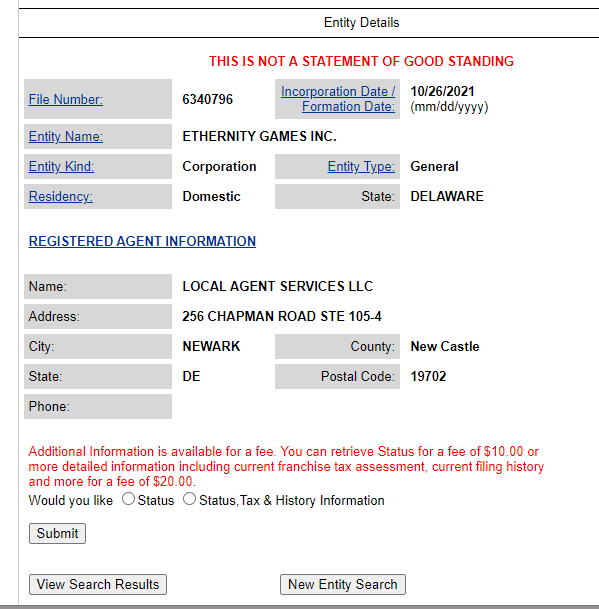 Entity Details
THIS IS NOT A STATEMENT OF GOOD STANDING
File Number: 6340796 Incorporation Date / Formation Date: 10/26/2021 (mm/dd/yyyy)
Entity Name: ETHERNITY GAMES INC.
Entity Kind: Corporation Entity Type: General
Residency: Domestic State: DELAWARE
REGISTERED AGENT INFORMATION
Name: LOCAL AGENT SERVICES LLC
Address: 256 CHAPMAN ROAD STE 105-4
City: NEWARK County: New Castle
State: DE Postal Code: 19702
Phone:
Additional Information is available for a fee. You can retrieve Status for a fee of $10.00 or
more detailed information including current franchise tax assessment, current filing history
and more for a fee of $20.00.
Would you like Status Status,Tax & History Information
Submit
View Search Results New Entity Search